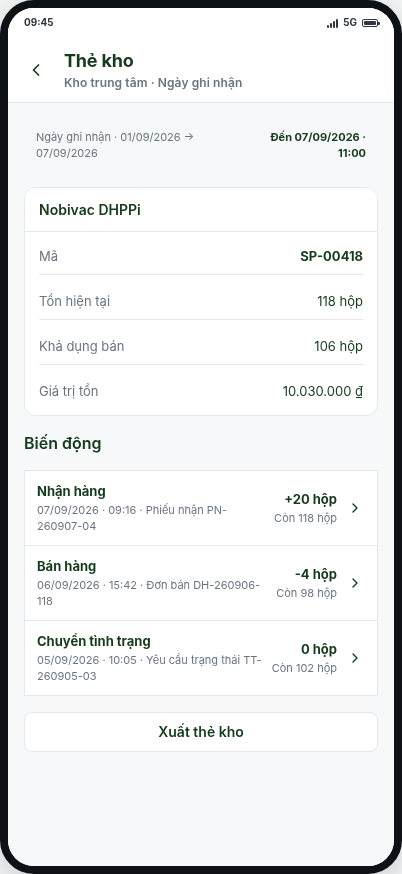 09:45
5G
Thẻ kho
Kho trung tâm · Ngày ghi nhận
Ngày ghi nhận · 01/09/2026 →
07/09/2026
Đến 07/09/2026 ·
11:00
Nobivac DHPPi
Mã
SP-00418
Tồn hiện tại
118 hộp
Khả dụng bán
106 hộp
Giá trị tồn
10.030.000 ₫
Biến động
Nhận hàng
07/09/2026 · 09:16 · Phiếu nhận PN-
260907-04
+20 hộp
Còn 118 hộp
Bán hàng
06/09/2026 · 15:42 · Đơn bán DH-260906-
118
-4 hộp
Còn 98 hộp
Chuyển tình trạng
05/09/2026 · 10:05 · Yêu cầu trạng thái TT-
260905-03
0 hộp
Còn 102 hộp
Xuất thẻ kho